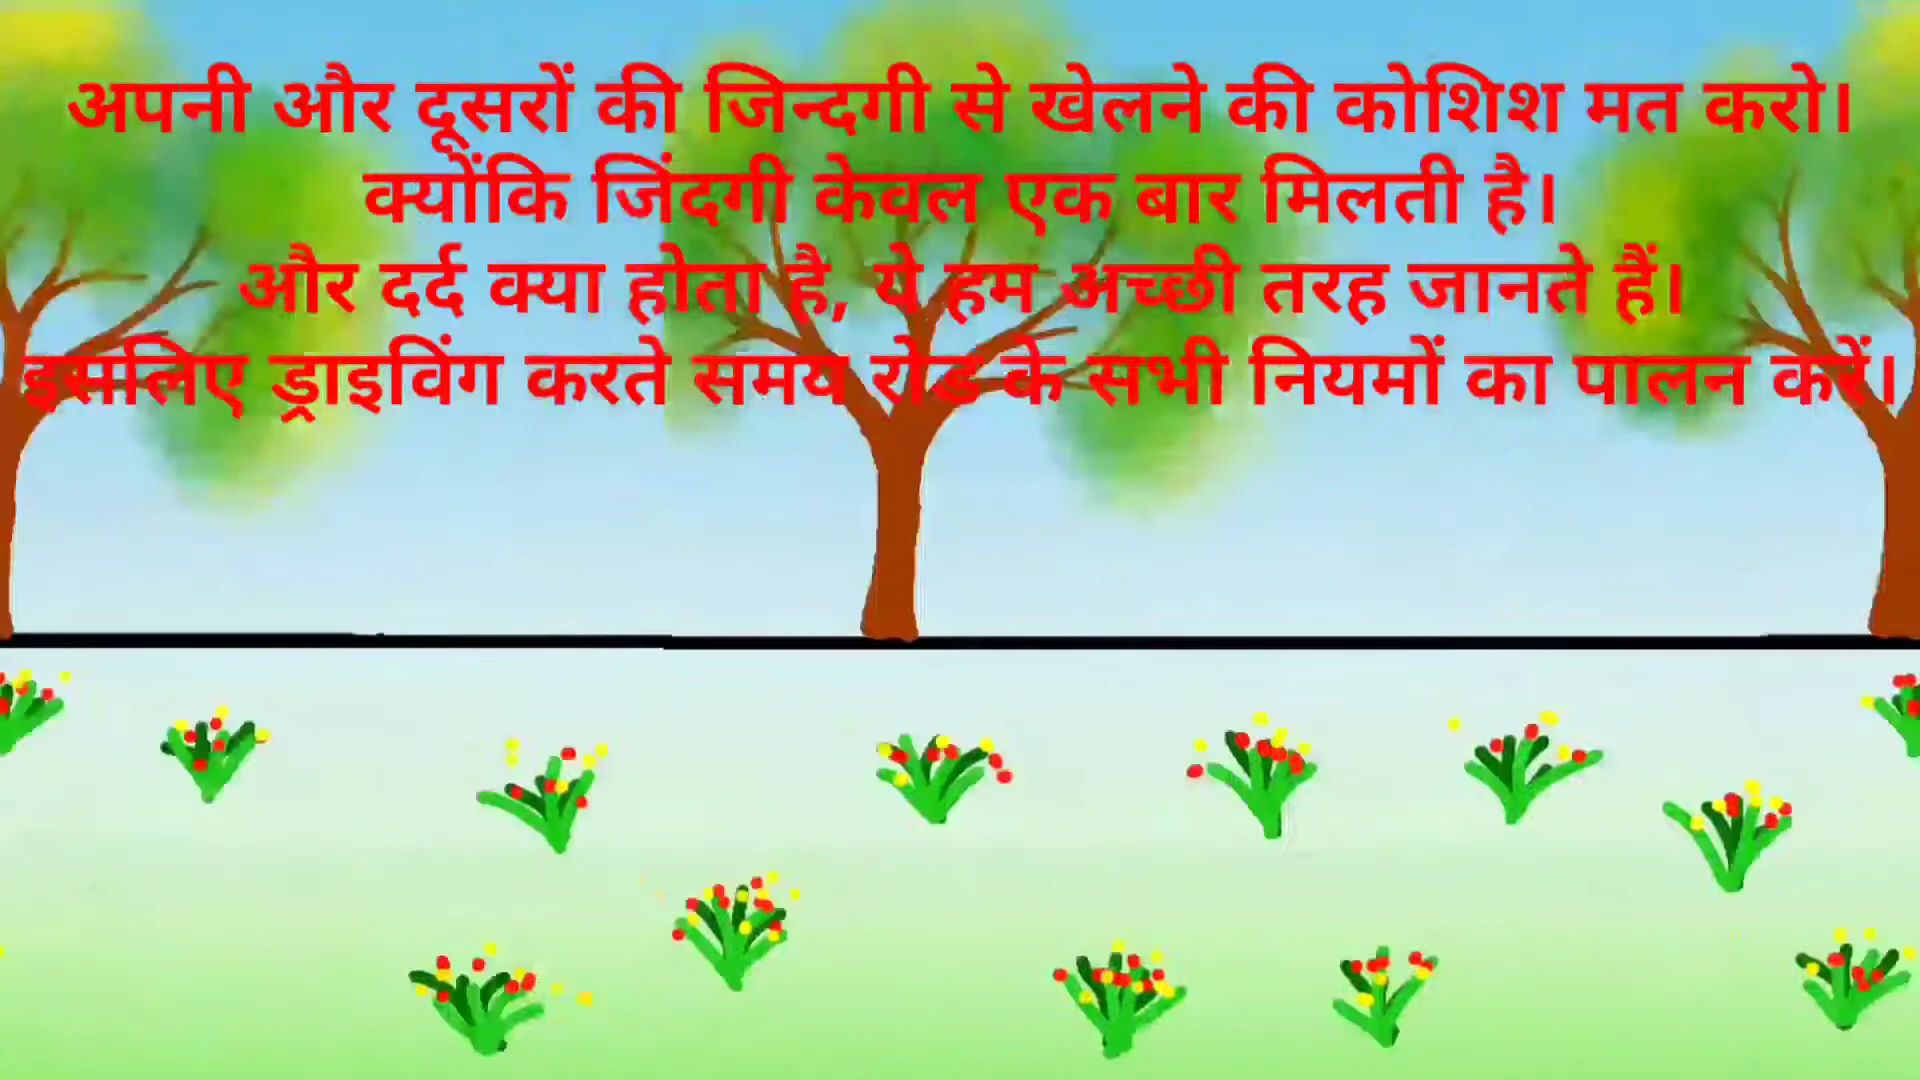 अपनी और दूसरों की जिन्दगी से खेलने की कोशिश मत करो।
क्योंकि जिंदगी केवल एक बार मिलती है।
और दर्द क्या होता है, ये हम अच्छी तरह जानते हैं।
इसलिए ड्राइविंग करते समय रोड के सभी नियमों का पालन करें।